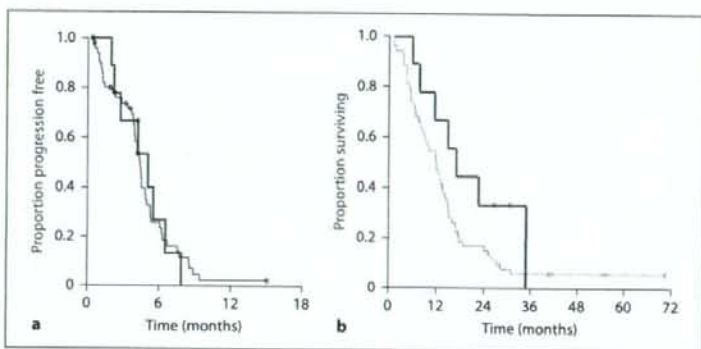 1.0
0.8
0.6
0.4
0.2
0
Proportion progression free
0 6 12 18
a
Time (months)
1.0
0.8
0.6
0.4
0.2
0
Proportion surviving
0 12 24 36 48 60 72
b
Time (months)